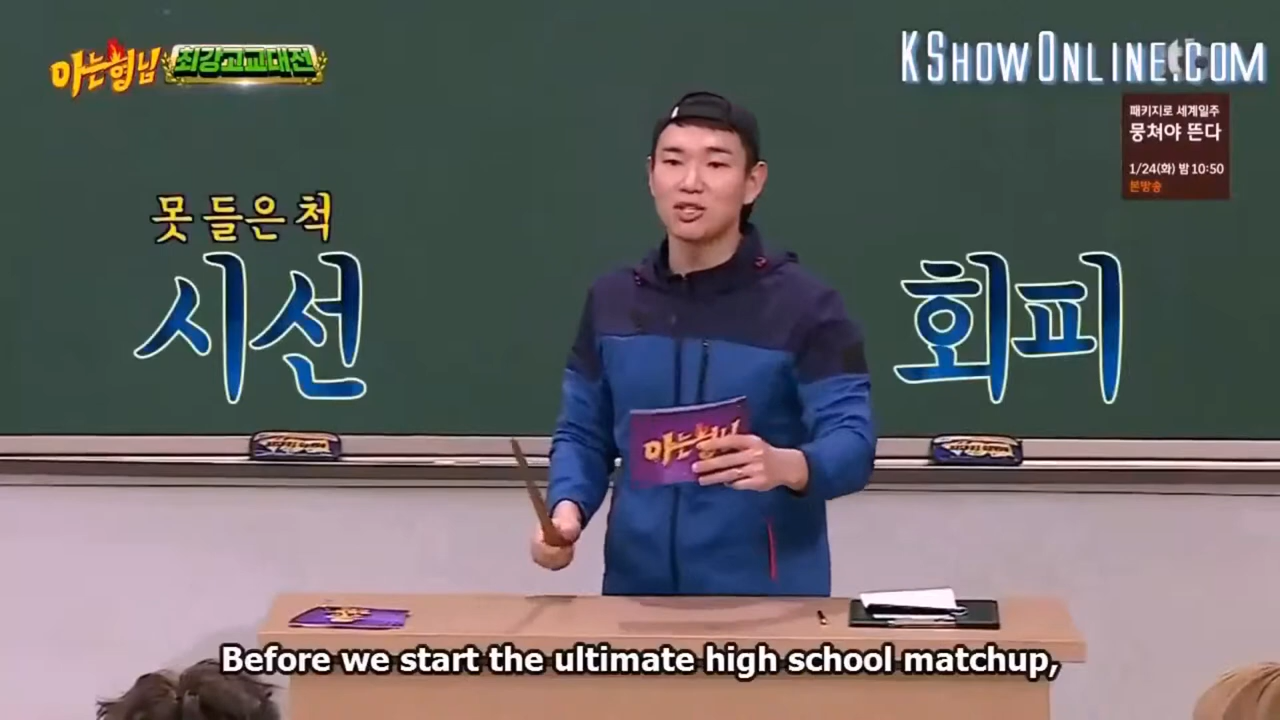 아는형님
최강고교대전
KSHOWONLINE.COM
패키지로 세계일주
뭉쳐야 뜬다
1/24(화) 밤 10:50
본방송
못 들은 척
시선
회피
아는형님
Before we start the ultimate high school matchup,